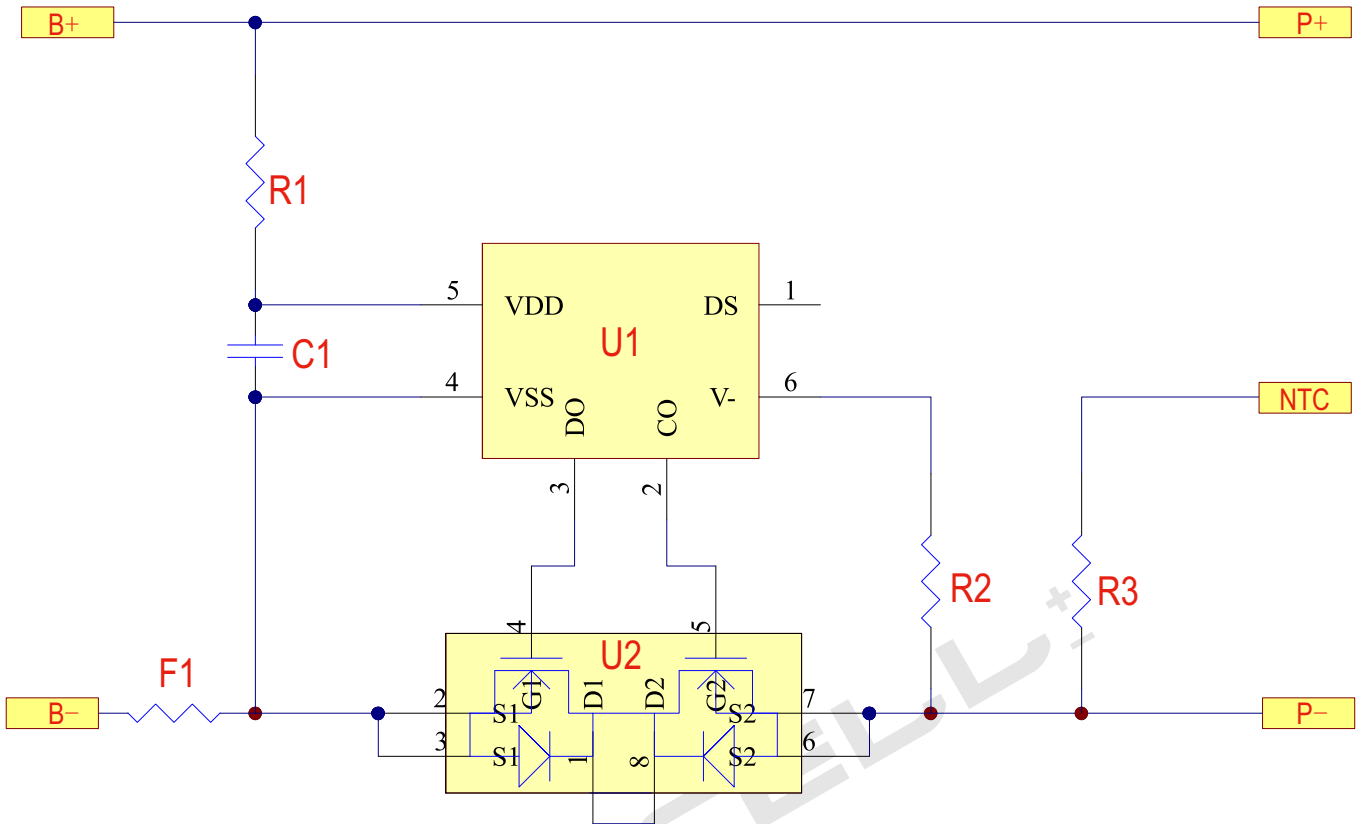 B+
P+
R1
5
VDD
DS
1
U1
C1
4
VSS
V-
6
DO
CO
NTC
3
2
R2
R3
4
5
U2
F1
G1
D1
D2
G2
B-
2
S1
S2
7
P-
3
S1
1
8
S2
6
CELL±